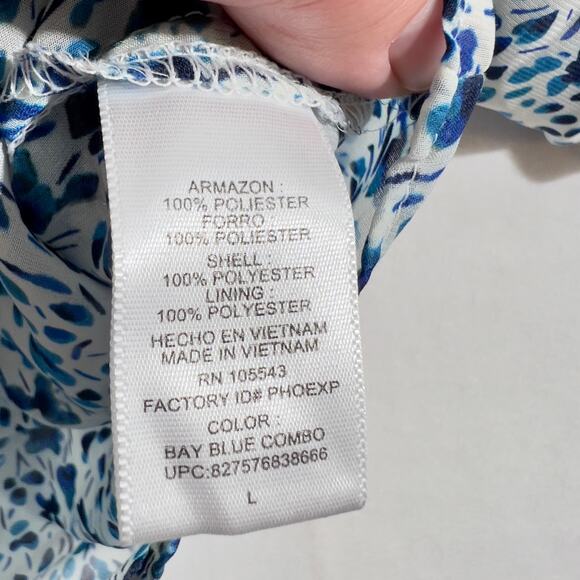 ARMAZON :
100% POLIESTER
FORRO :
100% POLIESTER
SHELL :
100% POLYESTER
LINING :
100% POLYESTER
HECHO EN VIETNAM
MADE IN VIETNAM
RN 105543
FACTORY ID# PHOEXP
COLOR :
BAY BLUE COMBO
UPC:827576838666
L